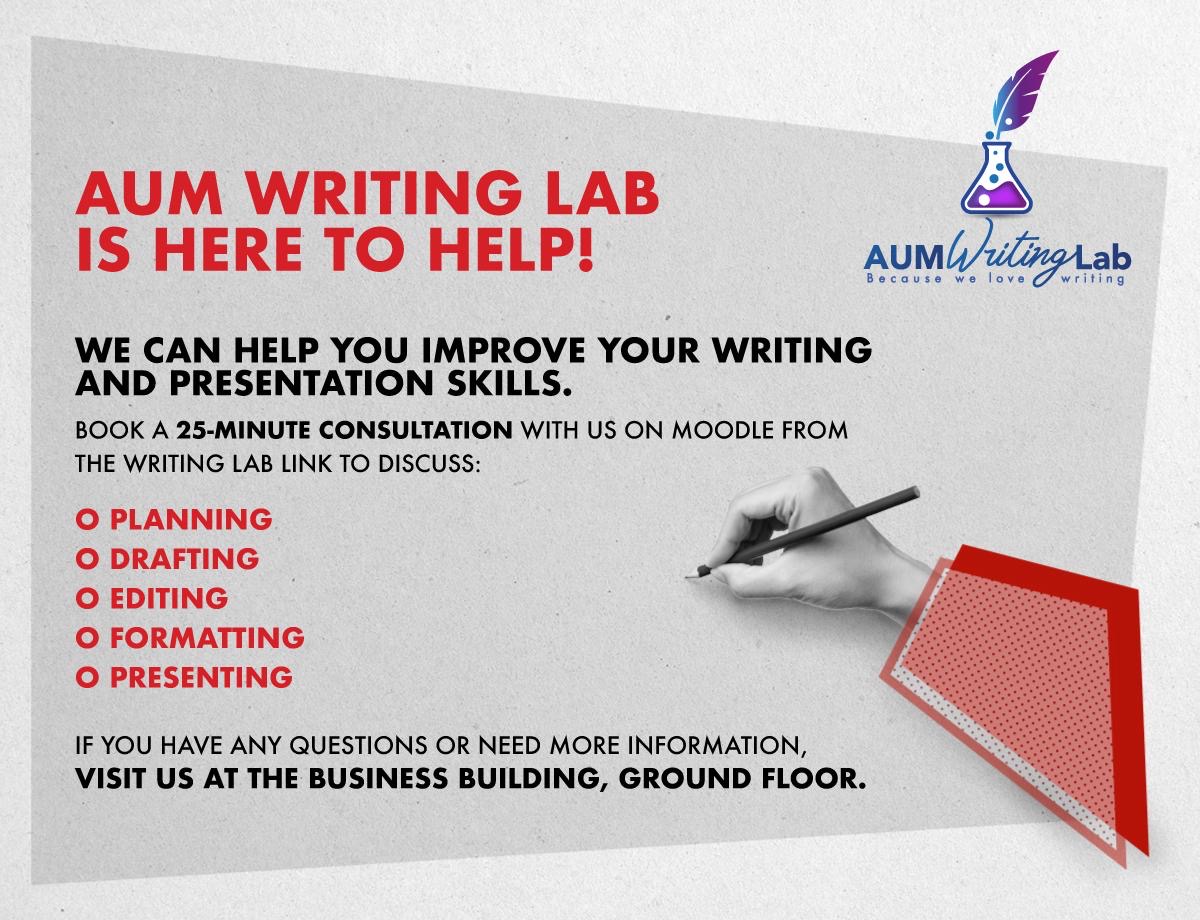 AUM WRITING LAB
IS HERE TO HELP!
AUM Writing Lab
Because we love writing
WE CAN HELP YOU IMPROVE YOUR WRITING
AND PRESENTATION SKILLS.
BOOK A 25-MINUTE CONSULTATION WITH US ON MOODLE FROM
THE WRITING LAB LINK TO DISCUSS:
O PLANNING
O DRAFTING
O EDITING
O FORMATTING
O PRESENTING
IF YOU HAVE ANY QUESTIONS OR NEED MORE INFORMATION,
VISIT US AT THE BUSINESS BUILDING, GROUND FLOOR.